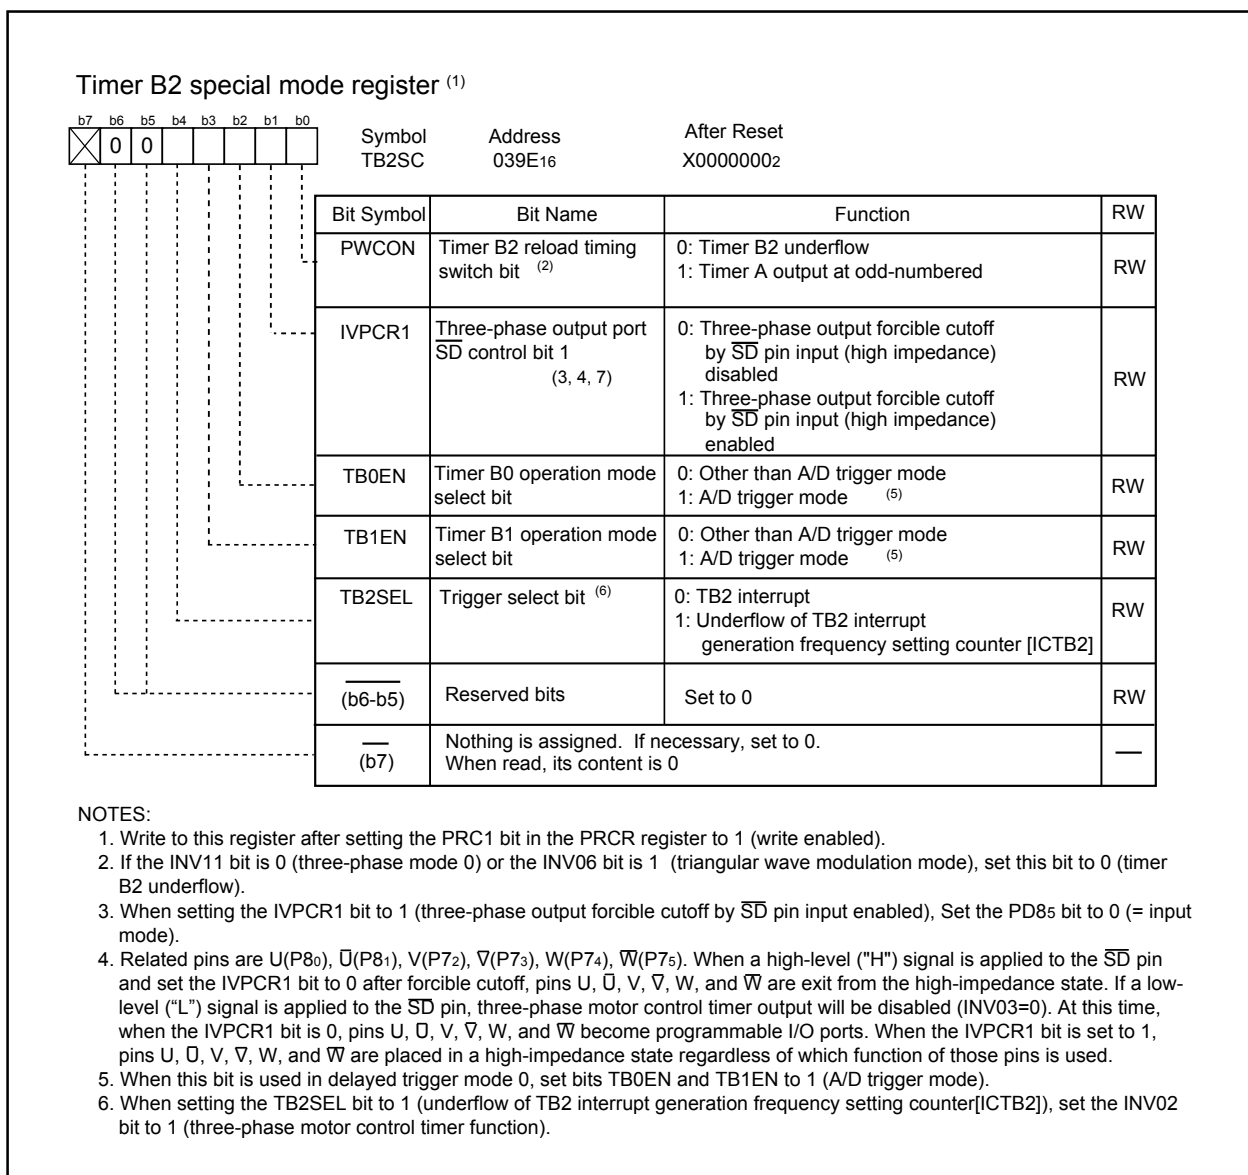 Timer B2 special mode register (1)
b7 b6 b5 b4 b3 b2 b1 b0
0 0
Symbol Address After Reset
TB2SC 039E16 X00000002
Bit Symbol Bit Name Function RW
PWCON Timer B2 reload timing switch bit (2) 0: Timer B2 underflow
1: Timer A output at odd-numbered RW
IVPCR1 Three-phase output port S̅D̅ control bit 1 (3, 4, 7) 0: Three-phase output forcible cutoff
by S̅D̅ pin input (high impedance)
disabled
1: Three-phase output forcible cutoff
by S̅D̅ pin input (high impedance)
enabled RW
TB0EN Timer B0 operation mode select bit 0: Other than A/D trigger mode
1: A/D trigger mode (5) RW
TB1EN Timer B1 operation mode select bit 0: Other than A/D trigger mode
1: A/D trigger mode (5) RW
TB2SEL Trigger select bit (6) 0: TB2 interrupt
1: Underflow of TB2 interrupt
generation frequency setting counter [ICTB2] RW
(b6-b5) Reserved bits Set to 0 RW
(b7) Nothing is assigned. If necessary, set to 0.
When read, its content is 0 —
NOTES:
1. Write to this register after setting the PRC1 bit in the PRCR register to 1 (write enabled).
2. If the INV11 bit is 0 (three-phase mode 0) or the INV06 bit is 1 (triangular wave modulation mode), set this bit to 0 (timer
B2 underflow).
3. When setting the IVPCR1 bit to 1 (three-phase output forcible cutoff by S̅D̅ pin input enabled), Set the PD85 bit to 0 (= input
mode).
4. Related pins are U(P80), U̅(P81), V(P72), V̅(P73), W(P74), W̅(P75). When a high-level ("H") signal is applied to the S̅D̅ pin
and set the IVPCR1 bit to 0 after forcible cutoff, pins U, U̅, V, V̅, W, and W̅ are exit from the high-impedance state. If a low-
level (“L”) signal is applied to the S̅D̅ pin, three-phase motor control timer output will be disabled (INV03=0). At this time,
when the IVPCR1 bit is 0, pins U, U̅, V, V̅, W, and W̅ become programmable I/O ports. When the IVPCR1 bit is set to 1,
pins U, U̅, V, V̅, W, and W̅ are placed in a high-impedance state regardless of which function of those pins is used.
5. When this bit is used in delayed trigger mode 0, set bits TB0EN and TB1EN to 1 (A/D trigger mode).
6. When setting the TB2SEL bit to 1 (underflow of TB2 interrupt generation frequency setting counter[ICTB2]), set the INV02
bit to 1 (three-phase motor control timer function).